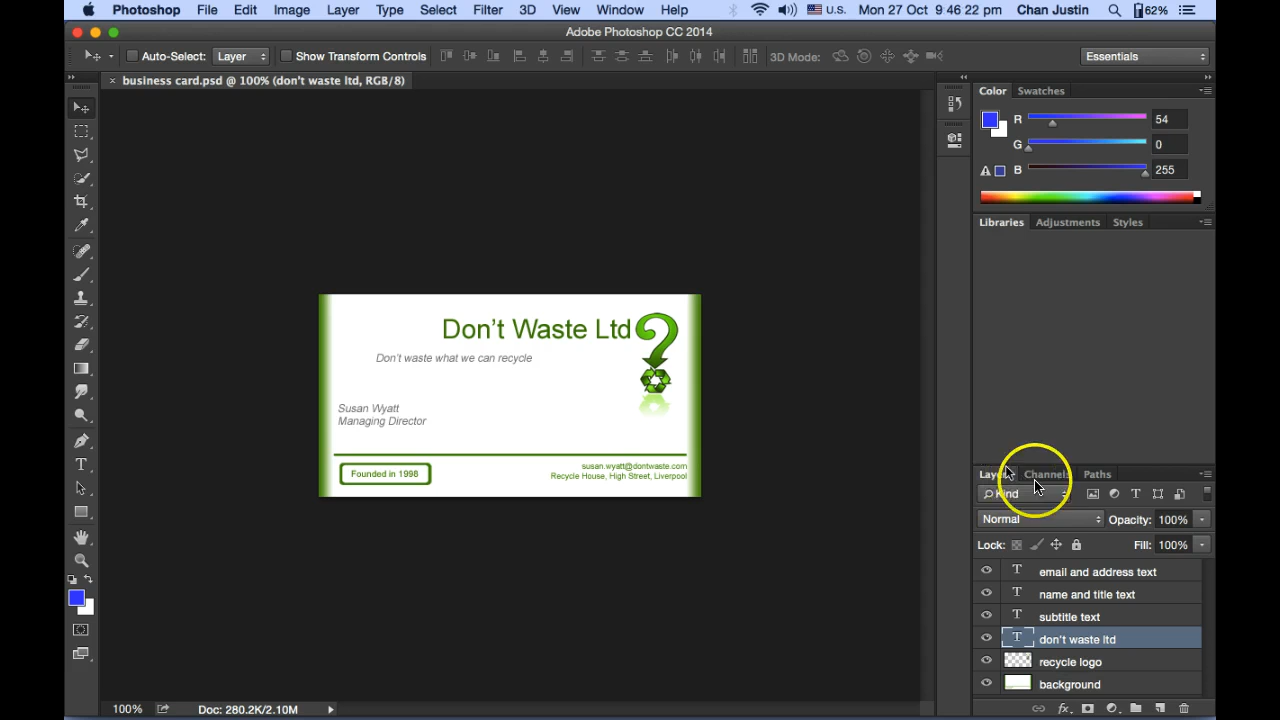 Photoshop File Edit Image Layer Type Select Filter 3D View Window Help U.S. Mon 27 Oct 9 46 22 pm Chan Justin 62%
Adobe Photoshop CC 2014
Auto-Select: Layer Show Transform Controls 3D Mode: Essentials
× business card.psd @ 100% (don't waste ltd, RGB/8)
Color Swatches
R 54
G 0
B 255
Libraries Adjustments Styles
Don't Waste Ltd
Don't waste what we can recycle
Susan Wyatt
Managing Director
Founded in 1998
susan.wyatt@dontwaste.com
Recycle House, High Street, Liverpool
Layers Channels Paths
Kind
Normal Opacity: 100%
Lock: Fill: 100%
T email and address text
T name and title text
T subtitle text
T don't waste ltd
recycle logo
background
fx
100% Doc: 280.2K/2.10M